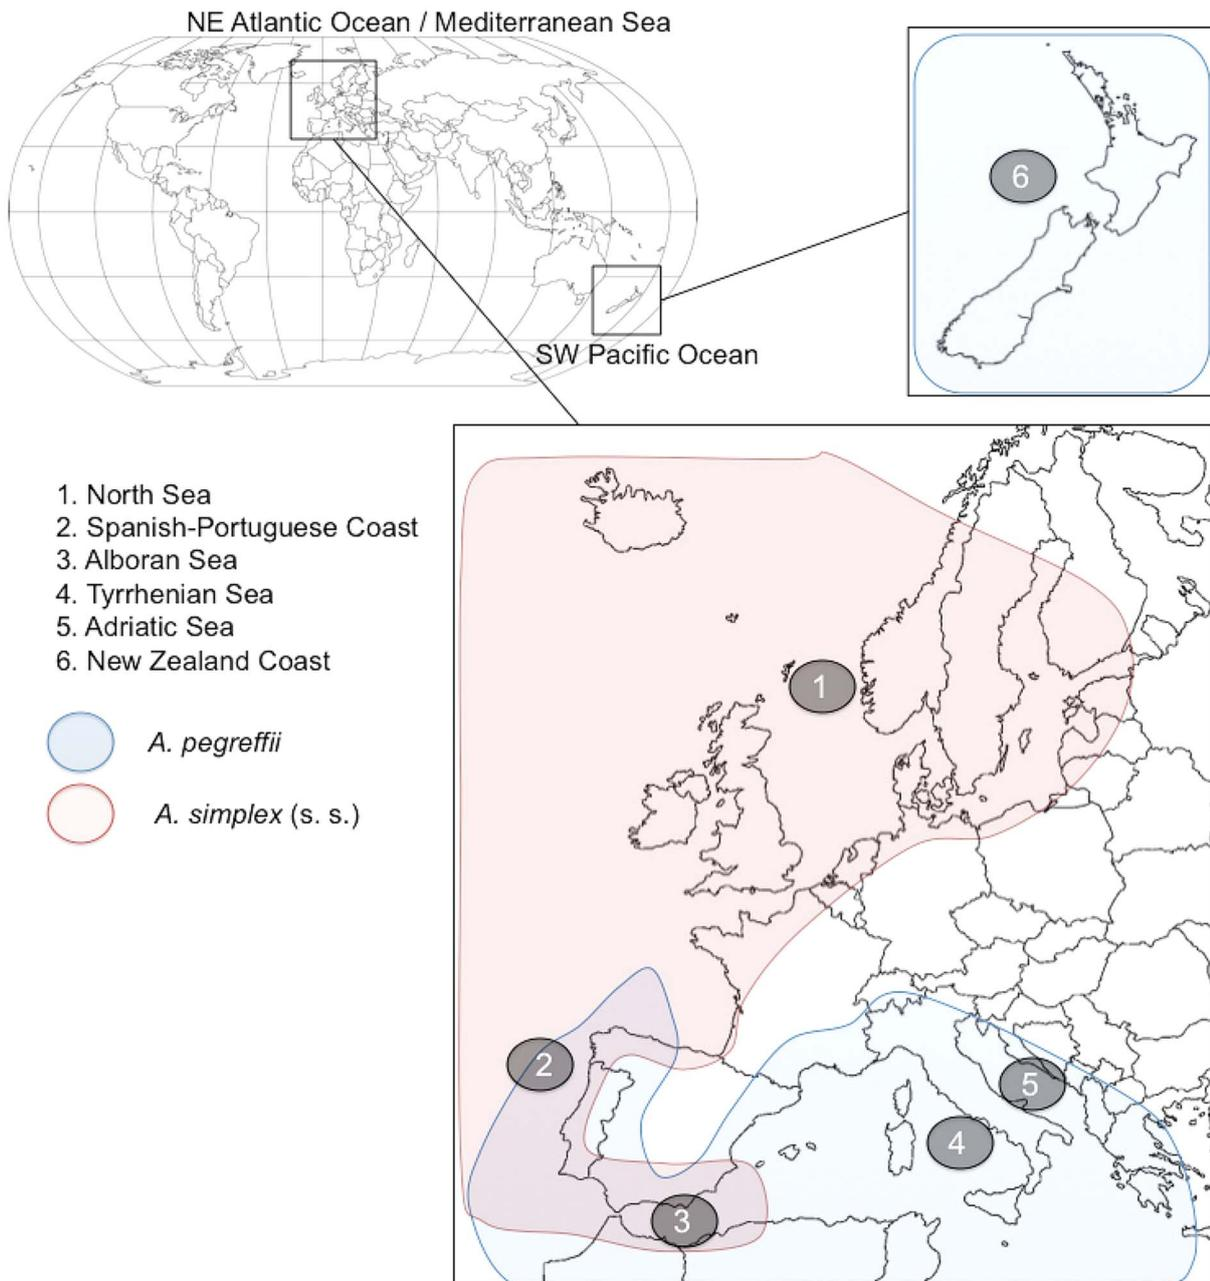 NE Atlantic Ocean / Mediterranean Sea
6
SW Pacific Ocean
1. North Sea
2. Spanish-Portuguese Coast
3. Alboran Sea
4. Tyrrhenian Sea
5. Adriatic Sea
6. New Zealand Coast
A. pegreffii
A. simplex (s. s.)
1
2
5
4
3